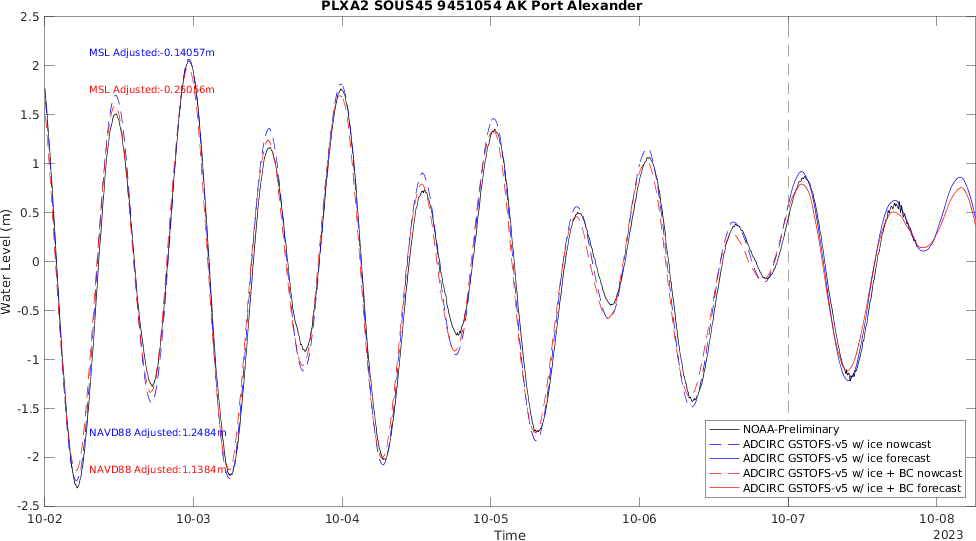 PLXA2 SOUS45 9451054 AK Port Alexander
2.5
2
1.5
1
0.5
0
-0.5
-1
-1.5
-2
-2.5
Water Level (m)
MSL Adjusted:-0.14057m
MSL Adjusted:-0.25056m
NAVD88 Adjusted:1.2484m
NAVD88 Adjusted:1.1384m
NOAA-Preliminary
ADCIRC GSTOFS-v5 w/ ice nowcast
ADCIRC GSTOFS-v5 w/ ice forecast
ADCIRC GSTOFS-v5 w/ ice + BC nowcast
ADCIRC GSTOFS-v5 w/ ice + BC forecast
10-02 10-03 10-04 10-05 10-06 10-07 10-08
2023
Time